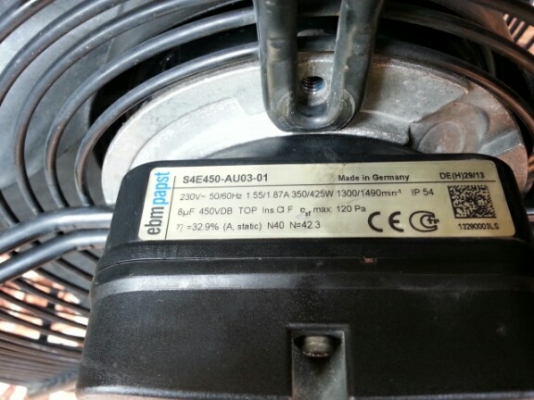 ebmpapst
S4E450-AU03-01 Made in Germany DE(H)29/13
230V~ 50/60Hz 1.55/1.87A 350/425W 1300/1490min⁻¹ IP 54
8µF 450VDB TOP Ins Cl F psf max: 120 Pa
η =32.9% (A, static) N40 N=42.3
CE CCC
13290003LS